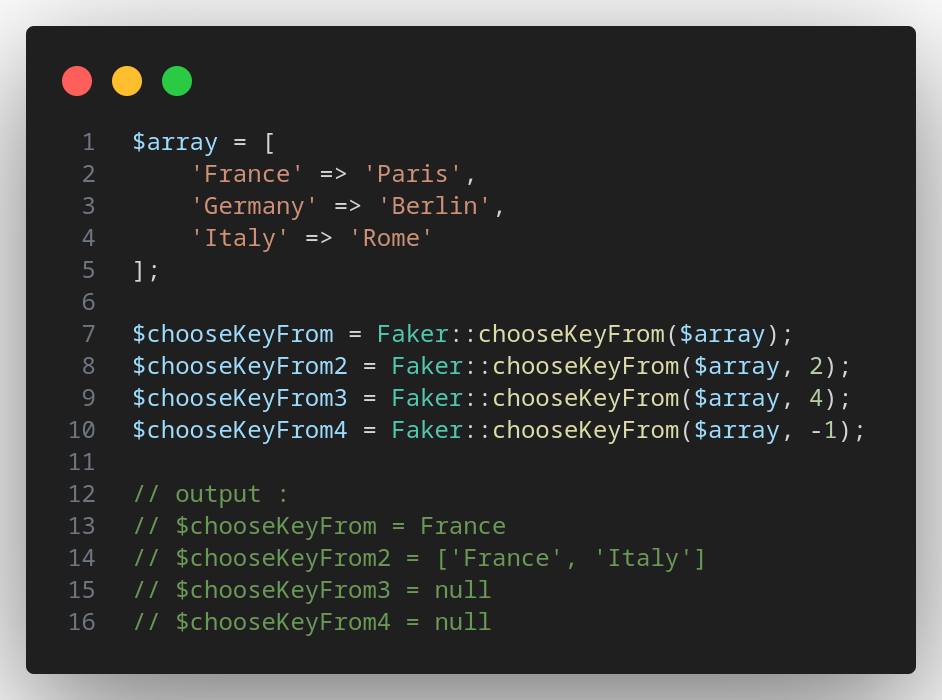 1 $array = [
2     'France' => 'Paris',
3     'Germany' => 'Berlin',
4     'Italy' => 'Rome'
5 ];
6
7 $chooseKeyFrom = Faker::chooseKeyFrom($array);
8 $chooseKeyFrom2 = Faker::chooseKeyFrom($array, 2);
9 $chooseKeyFrom3 = Faker::chooseKeyFrom($array, 4);
10 $chooseKeyFrom4 = Faker::chooseKeyFrom($array, -1);
11
12 // output :
13 // $chooseKeyFrom = France
14 // $chooseKeyFrom2 = ['France', 'Italy']
15 // $chooseKeyFrom3 = null
16 // $chooseKeyFrom4 = null